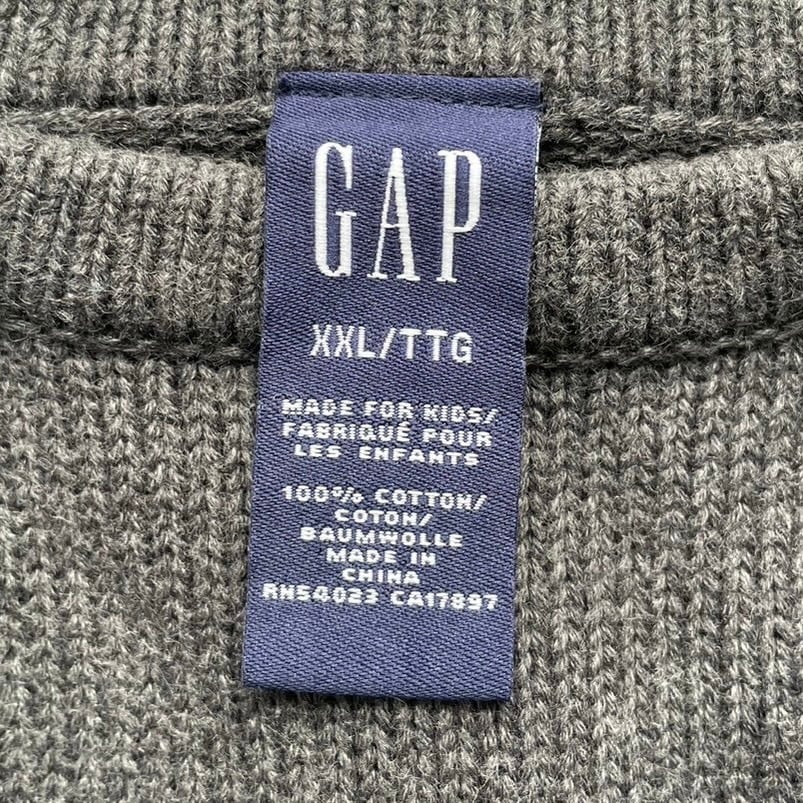 GAP
XXL/TTG
MADE FOR KIDS/
FABRIQUÉ POUR
LES ENFANTS
100% COTTON/
COTON/
BAUMWOLLE
MADE IN
CHINA
RN54023 CA17897